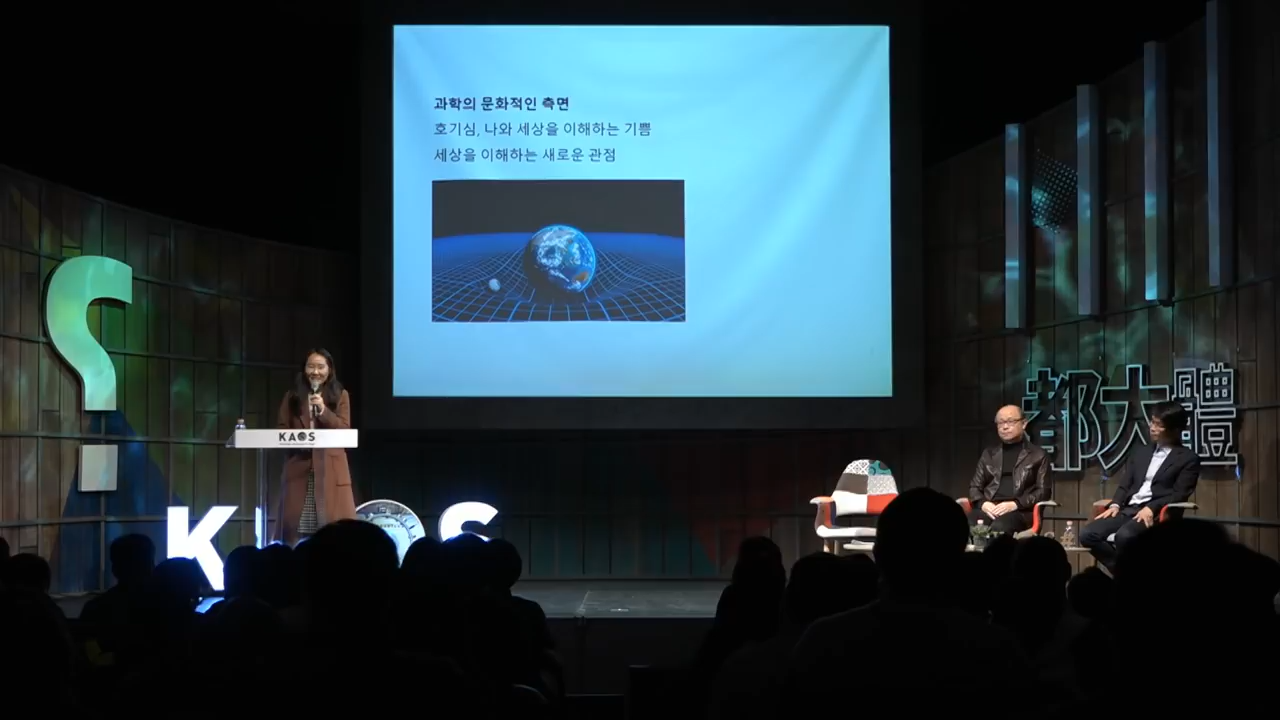 과학의 문화적인 측면
호기심, 나와 세상을 이해하는 기쁨
세상을 이해하는 새로운 관점
?
KAOS
K
S
都大體